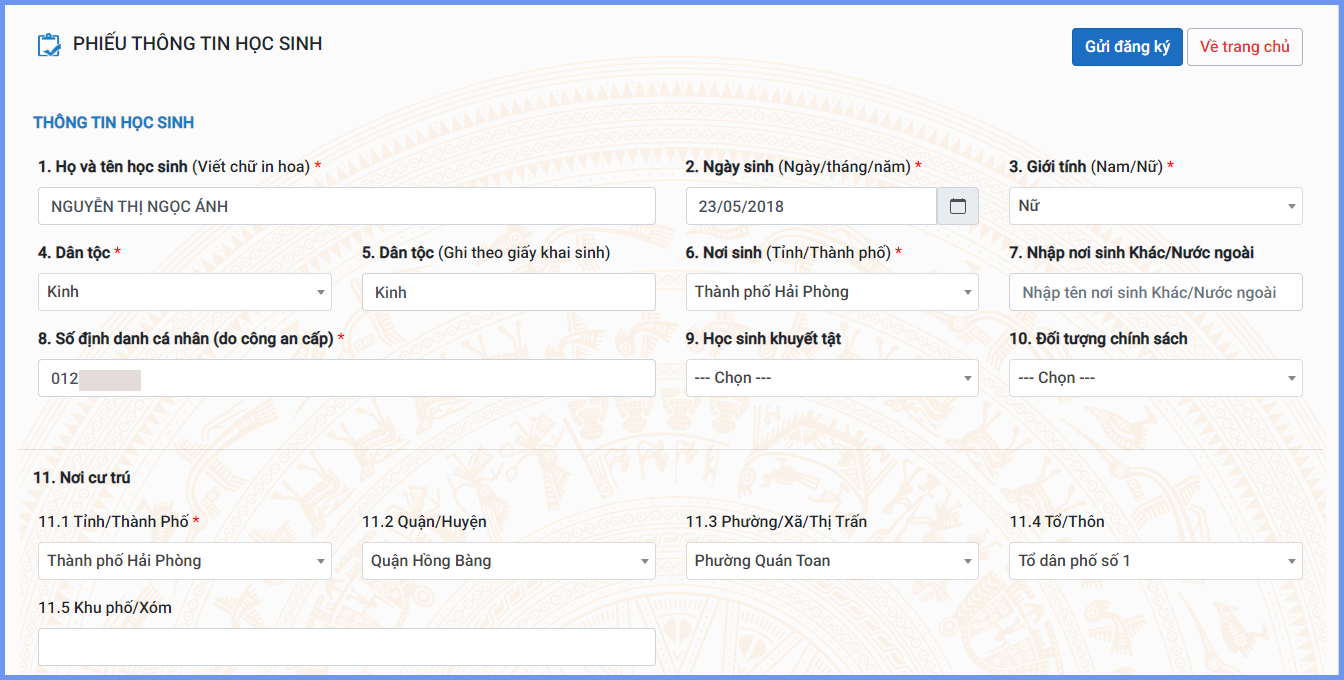 PHIẾU THÔNG TIN HỌC SINH
Gửi đăng ký
Về trang chủ
THÔNG TIN HỌC SINH
1. Họ và tên học sinh (Viết chữ in hoa) *
2. Ngày sinh (Ngày/tháng/năm) *
3. Giới tính (Nam/Nữ) *
NGUYỄN THỊ NGỌC ÁNH
23/05/2018
Nữ
4. Dân tộc *
5. Dân tộc (Ghi theo giấy khai sinh)
6. Nơi sinh (Tỉnh/Thành phố) *
7. Nhập nơi sinh Khác/Nước ngoài
Kinh
Kinh
Thành phố Hải Phòng
Nhập tên nơi sinh Khác/Nước ngoài
8. Số định danh cá nhân (do công an cấp) *
9. Học sinh khuyết tật
10. Đối tượng chính sách
012
--- Chọn ---
--- Chọn ---
11. Nơi cư trú
11.1 Tỉnh/Thành Phố *
11.2 Quận/Huyện
11.3 Phường/Xã/Thị Trấn
11.4 Tổ/Thôn
Thành phố Hải Phòng
Quận Hồng Bàng
Phường Quán Toan
Tổ dân phố số 1
11.5 Khu phố/Xóm